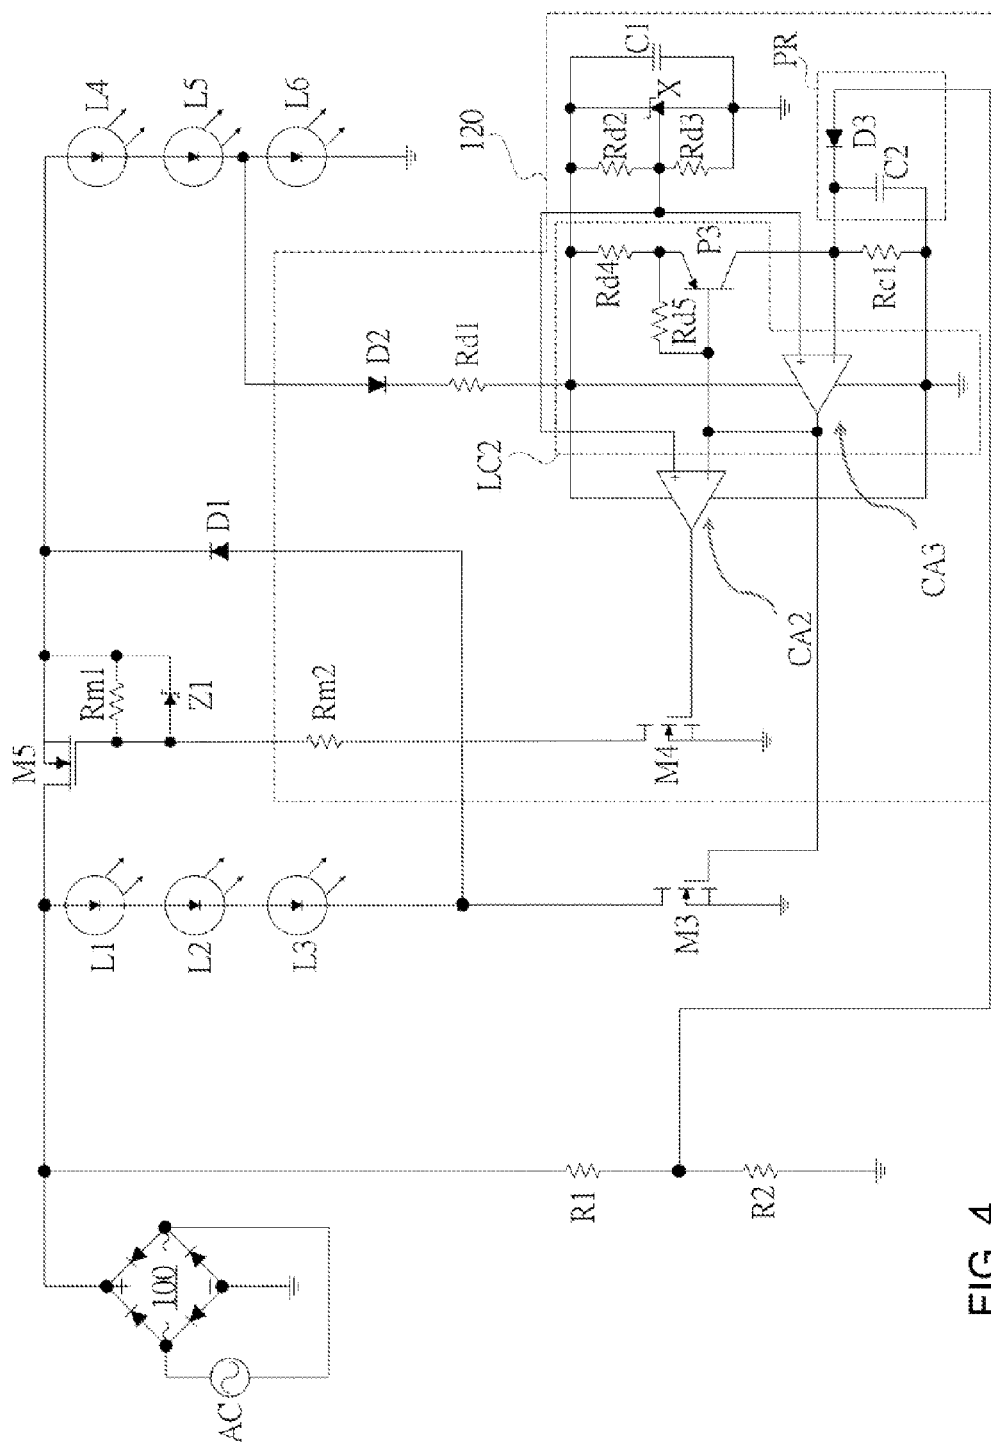 AC
100
~
~
+
−
R1
R2
L1
L2
L3
M3
M5
Rm1
Z1
Rm2
M4
D1
CA2
CA3
LC2
D2
Rd1
Rd4
Rd5
P3
Rc1
+
−
+
−
L4
L5
L6
120
Rd2
Rd3
X
C1
PR
D3
C2
FIG. 4